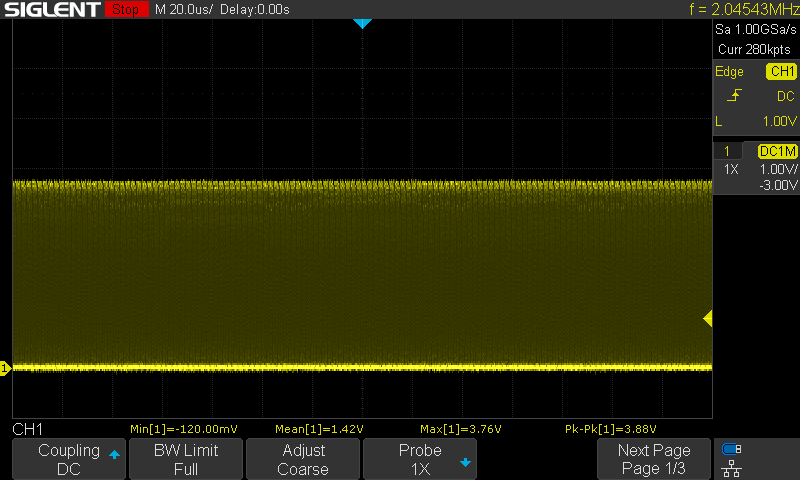 SIGLENT Stop M 20.0us/ Delay:0.00s f = 2.04543MHz
Sa 1.00GSa/s
Curr 280kpts
Edge CH1
DC
L 1.00V
1 DC1M
1X 1.00V/
-3.00V
1
CH1 Min[1]=-120.00mV Mean[1]=1.42V Max[1]=3.76V Pk-Pk[1]=3.88V
Coupling BW Limit Adjust Probe Next Page
DC Full Coarse 1X Page 1/3